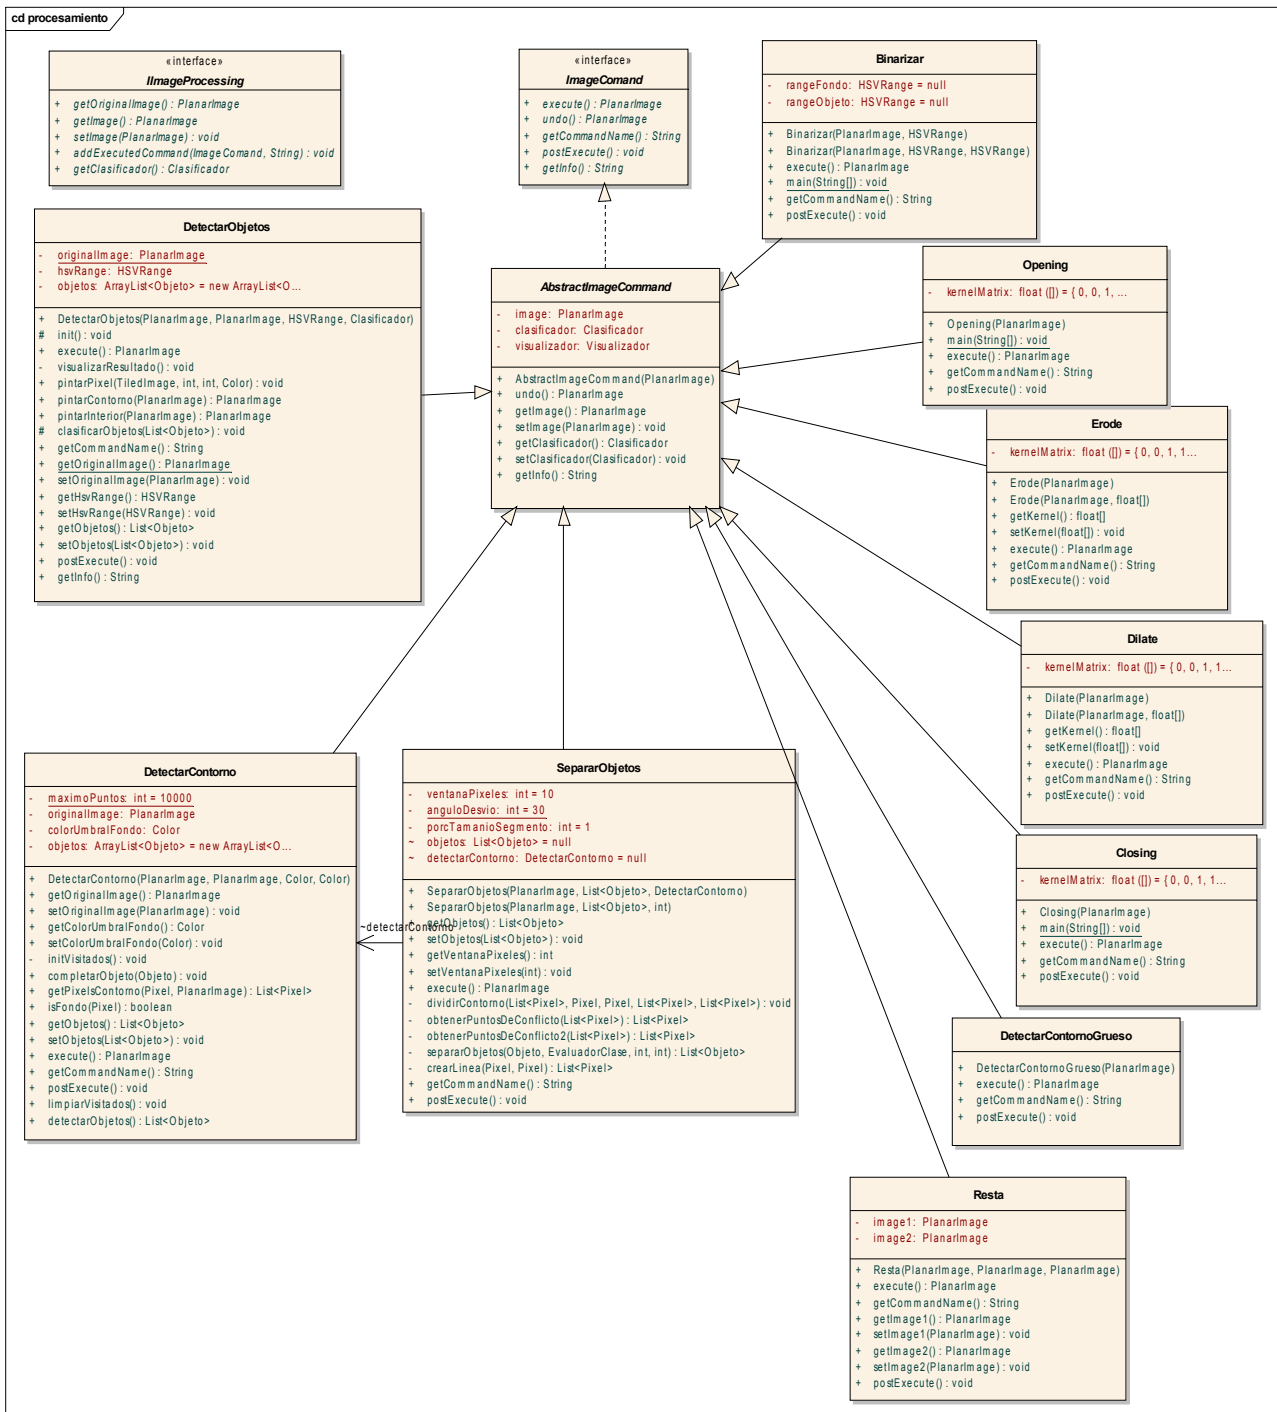 cd procesamiento
«interface»
IImageProcessing
+ getOriginalImage() : PlanarImage
+ getImage() : PlanarImage
+ setImage(PlanarImage) : void
+ addExecutedCommand(ImageComand, String) : void
+ getClasificador() : Clasificador
«interface»
ImageComand
+ execute() : PlanarImage
+ undo() : PlanarImage
+ getCommandName() : String
+ postExecute() : void
+ getInfo() : String
Binarizar
- rangeFondo: HSVRange = null
- rangeObjeto: HSVRange = null
+ Binarizar(PlanarImage, HSVRange)
+ Binarizar(PlanarImage, HSVRange, HSVRange)
+ execute() : PlanarImage
+ main(String[]) : void
+ getCommandName() : String
+ postExecute() : void
DetectarObjetos
- originalImage: PlanarImage
- hsvRange: HSVRange
- objetos: ArrayList<Objeto> = new ArrayList<O...
+ DetectarObjetos(PlanarImage, PlanarImage, HSVRange, Clasificador)
# init() : void
+ execute() : PlanarImage
- visualizarResultado() : void
+ pintarPixel(TiledImage, int, int, Color) : void
+ pintarContorno(PlanarImage) : PlanarImage
+ pintarInterior(PlanarImage) : PlanarImage
# clasificarObjetos(List<Objeto>) : void
+ getCommandName() : String
+ getOriginalImage() : PlanarImage
+ setOriginalImage(PlanarImage) : void
+ getHsvRange() : HSVRange
+ setHsvRange(HSVRange) : void
+ getObjetos() : List<Objeto>
+ setObjetos(List<Objeto>) : void
+ postExecute() : void
+ getInfo() : String
AbstractImageCommand
- image: PlanarImage
- clasificador: Clasificador
- visualizador: Visualizador
+ AbstractImageCommand(PlanarImage)
+ undo() : PlanarImage
+ getImage() : PlanarImage
+ setImage(PlanarImage) : void
+ getClasificador() : Clasificador
+ setClasificador(Clasificador) : void
+ getInfo() : String
Opening
- kernelMatrix: float ([]) = { 0, 0, 1, ...
+ Opening(PlanarImage)
+ main(String[]) : void
+ execute() : PlanarImage
+ getCommandName() : String
+ postExecute() : void
Erode
- kernelMatrix: float ([]) = { 0, 0, 1, 1...
+ Erode(PlanarImage)
+ Erode(PlanarImage, float[])
+ getKernel() : float[]
+ setKernel(float[]) : void
+ execute() : PlanarImage
+ getCommandName() : String
+ postExecute() : void
Dilate
- kernelMatrix: float ([]) = { 0, 0, 1, 1...
+ Dilate(PlanarImage)
+ Dilate(PlanarImage, float[])
+ getKernel() : float[]
+ setKernel(float[]) : void
+ execute() : PlanarImage
+ getCommandName() : String
+ postExecute() : void
DetectarContorno
- maximoPuntos: int = 10000
- originalImage: PlanarImage
- colorUmbralFondo: Color
- objetos: ArrayList<Objeto> = new ArrayList<O...
+ DetectarContorno(PlanarImage, PlanarImage, Color, Color)
+ getOriginalImage() : PlanarImage
+ setOriginalImage(PlanarImage) : void
+ getColorUmbralFondo() : Color
+ setColorUmbralFondo(Color) : void
- initVisitados() : void
+ completarObjeto(Objeto) : void
+ getPixelsContorno(Pixel, PlanarImage) : List<Pixel>
+ isFondo(Pixel) : boolean
+ getObjetos() : List<Objeto>
+ setObjetos(List<Objeto>) : void
+ execute() : PlanarImage
+ getCommandName() : String
+ postExecute() : void
+ limpiarVisitados() : void
+ detectarObjetos() : List<Objeto>
~detectarContorno
SepararObjetos
- ventanaPixeles: int = 10
- anguloDesvio: int = 30
- porcTamanioSegmento: int = 1
~ objetos: List<Objeto> = null
~ detectarContorno: DetectarContorno = null
+ SepararObjetos(PlanarImage, List<Objeto>, DetectarContorno)
+ SepararObjetos(PlanarImage, List<Objeto>, int)
+ getObjetos() : List<Objeto>
+ setObjetos(List<Objeto>) : void
+ getVentanaPixeles() : int
+ setVentanaPixeles(int) : void
+ execute() : PlanarImage
- dividirContorno(List<Pixel>, Pixel, Pixel, List<Pixel>, List<Pixel>) : void
- obtenerPuntosDeConflicto(List<Pixel>) : List<Pixel>
- obtenerPuntosDeConflicto2(List<Pixel>) : List<Pixel>
- separarObjetos(Objeto, EvaluadorClase, int, int) : List<Objeto>
- crearLinea(Pixel, Pixel) : List<Pixel>
+ getCommandName() : String
+ postExecute() : void
Closing
- kernelMatrix: float ([]) = { 0, 0, 1, 1...
+ Closing(PlanarImage)
+ main(String[]) : void
+ execute() : PlanarImage
+ getCommandName() : String
+ postExecute() : void
DetectarContornoGrueso
+ DetectarContornoGrueso(PlanarImage)
+ execute() : PlanarImage
+ getCommandName() : String
+ postExecute() : void
Resta
- image1: PlanarImage
- image2: PlanarImage
+ Resta(PlanarImage, PlanarImage, PlanarImage)
+ execute() : PlanarImage
+ getCommandName() : String
+ getImage1() : PlanarImage
+ setImage1(PlanarImage) : void
+ getImage2() : PlanarImage
+ setImage2(PlanarImage) : void
+ postExecute() : void